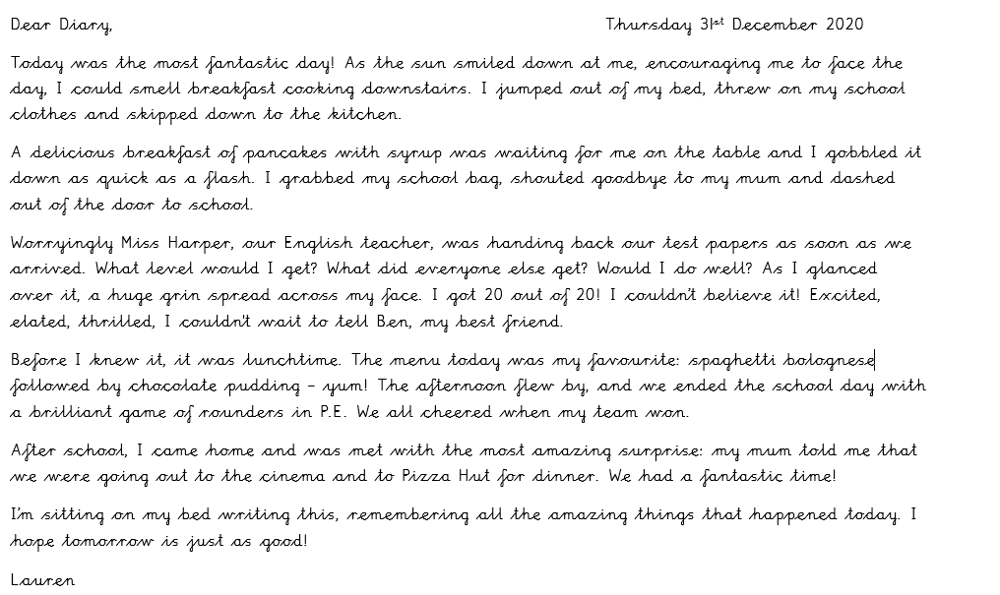 Dear Diary, Thursday 31st December 2020
Today was the most fantastic day! As the sun smiled down at me, encouraging me to face the
day, I could smell breakfast cooking downstairs. I jumped out of my bed, threw on my school
clothes and skipped down to the kitchen.
A delicious breakfast of pancakes with syrup was waiting for me on the table and I gobbled it
down as quick as a flash. I grabbed my school bag, shouted goodbye to my mum and dashed
out of the door to school.
Worryingly Miss Harper, our English teacher, was handing back our test papers as soon as we
arrived. What level would I get? What did everyone else get? Would I do well? As I glanced
over it, a huge grin spread across my face. I got 20 out of 20! I couldn't believe it! Excited,
elated, thrilled, I couldn't wait to tell Ben, my best friend.
Before I knew it, it was lunchtime. The menu today was my favourite: spaghetti bolognese
followed by chocolate pudding – yum! The afternoon flew by, and we ended the school day with
a brilliant game of rounders in P.E. We all cheered when my team won.
After school, I came home and was met with the most amazing surprise: my mum told me that
we were going out to the cinema and to Pizza Hut for dinner. We had a fantastic time!
I'm sitting on my bed writing this, remembering all the amazing things that happened today. I
hope tomorrow is just as good!
Lauren